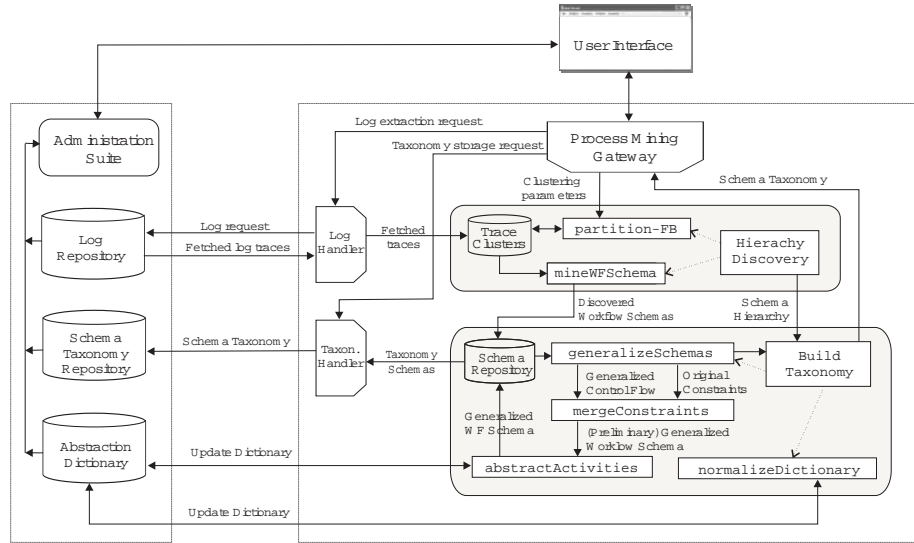 User Interface
Administration
Suite
Log extraction request
Taxonomy storage request
Process Mining
Gateway
Clustering
parameters
Schema Taxonomy
Log
Repository
Log request
Fetched log traces
Log
Handler
Fetched
traces
Trace
Clusters
partition-FB
mineWFSchema
Hierachy
Discovery
Discovered
Workflow Schemas
Schema
Hierarchy
Schema
Taxonomy
Repository
Schema Taxonomy
Taxon.
Handler
Taxonomy
Schemas
Schema
Repository
generalizeSchemas
Build
Taxonomy
Generalized
ControlFlow
Original
Constraints
mergeConstraints
Generalized
WF Schema
(Preliminary) Generalized
Workflow Schema
abstractActivities
normalizeDictionary
Abstraction
Dictionary
Update Dictionary
Update Dictionary